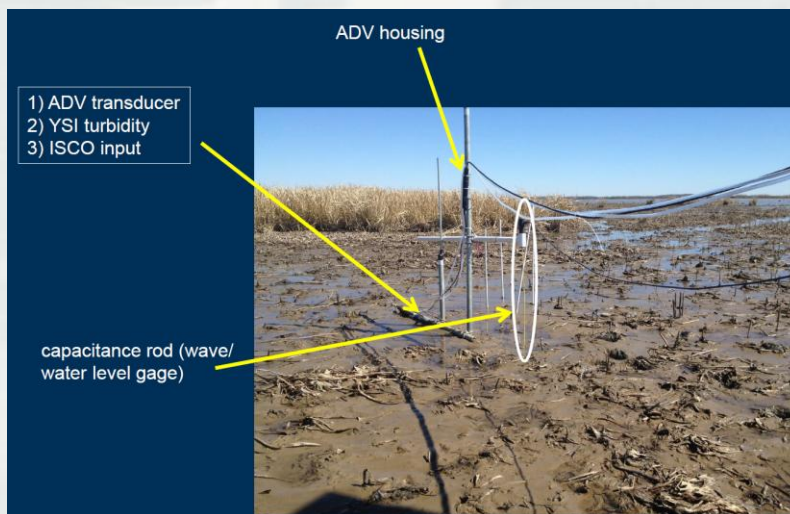 ADV housing
1) ADV transducer
2) YSI turbidity
3) ISCO input
capacitance rod (wave/
water level gage)